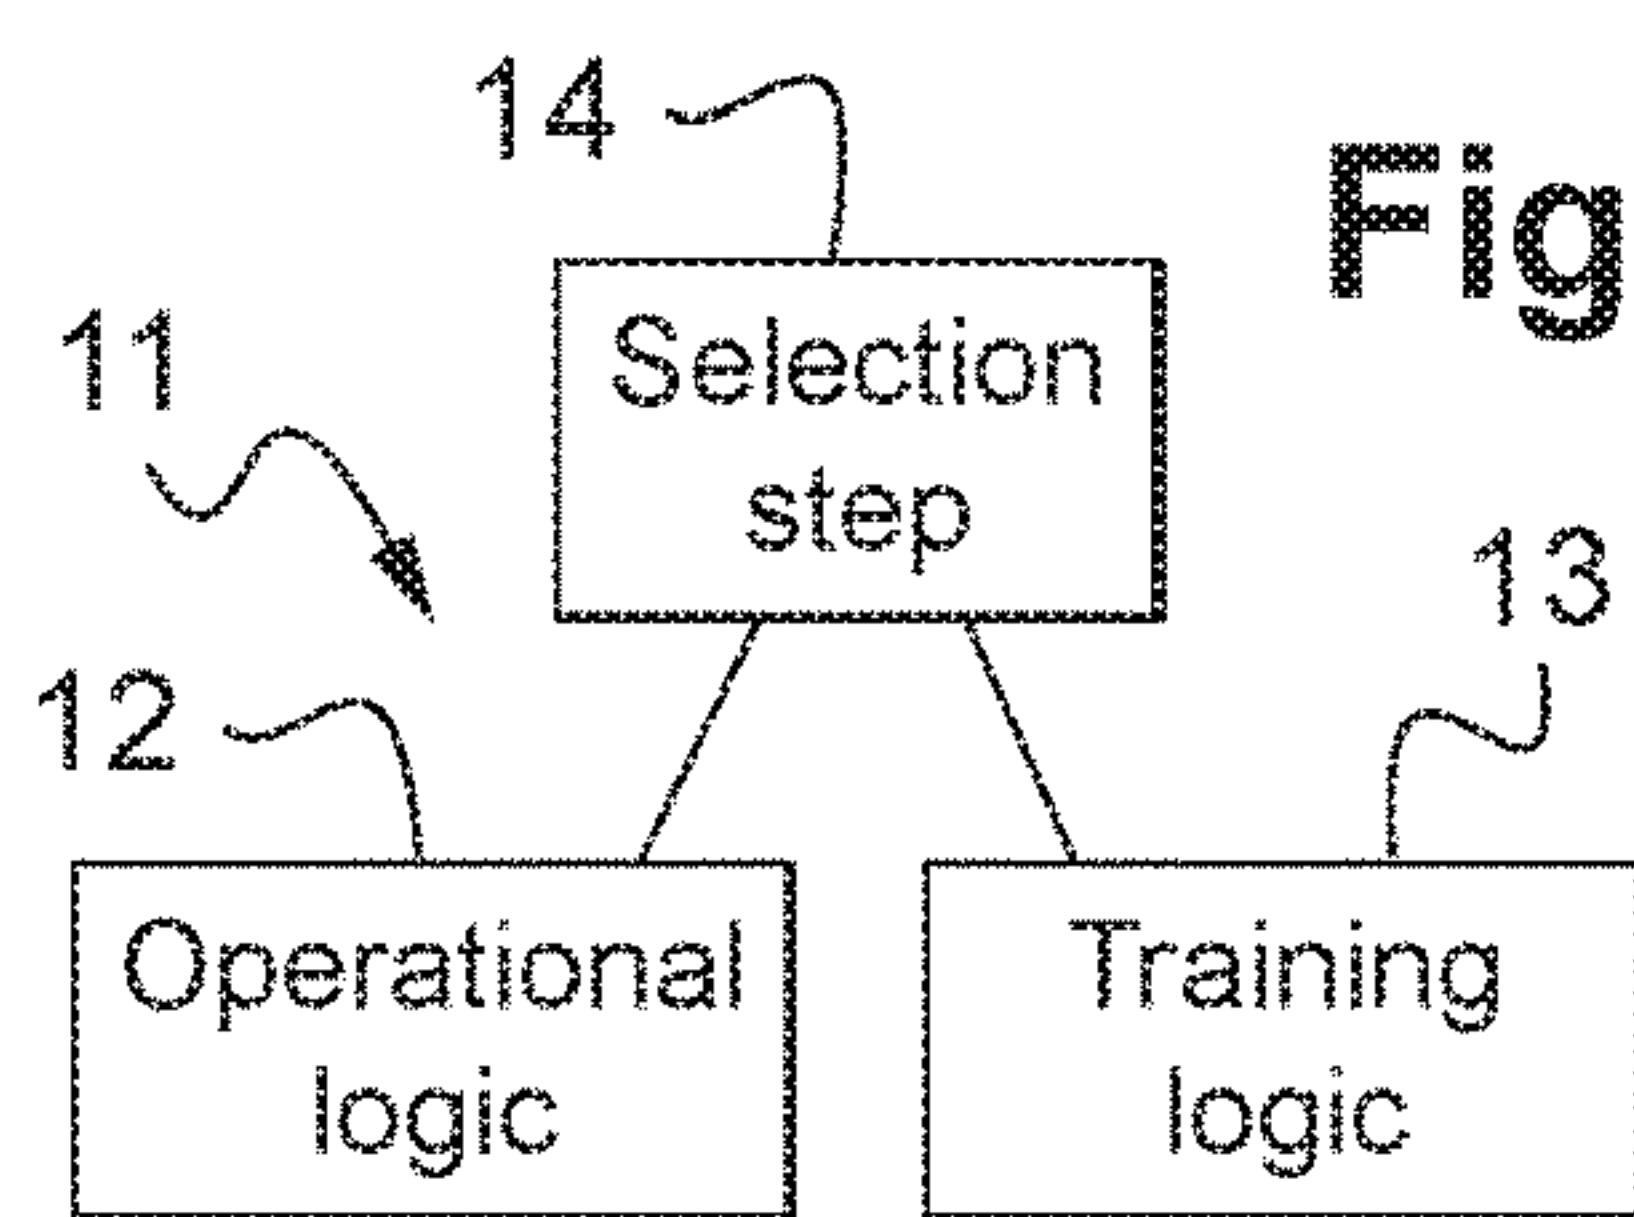 14
Fig
11
Selection
step
13
12
Operational
logic
Training
logic